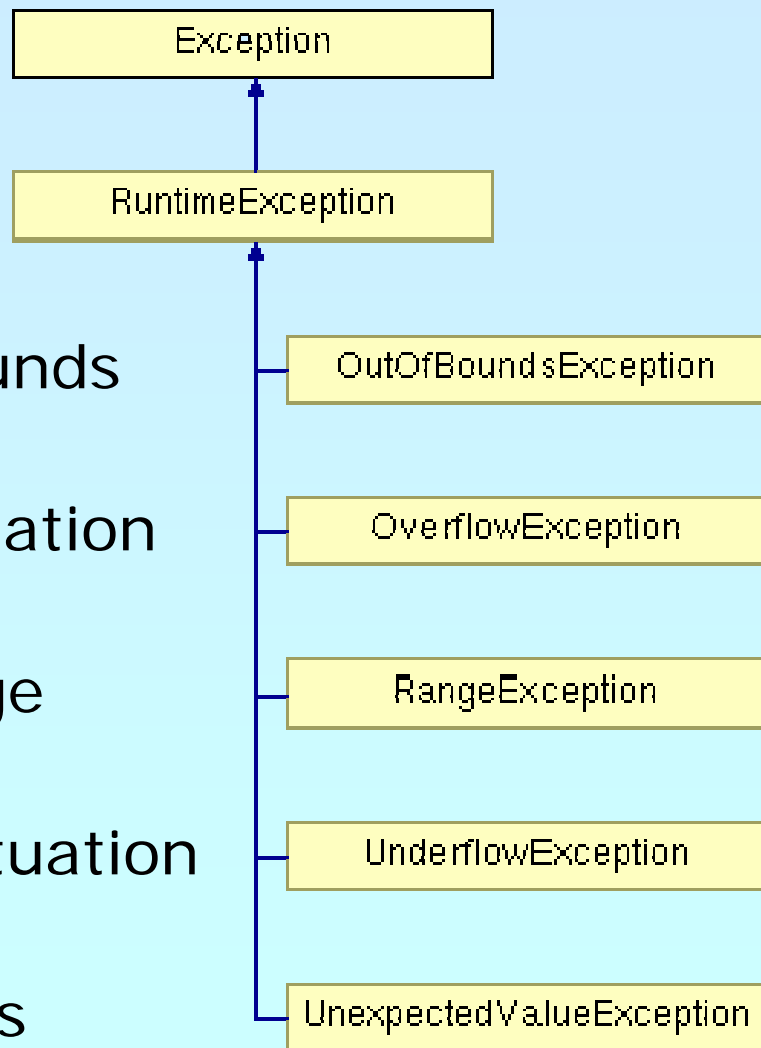 Exception
RuntimeException
unds
OutOfBoundsException
ation
OverflowException
ge
RangeException
tuation
UnderflowException
s
UnexpectedValueException